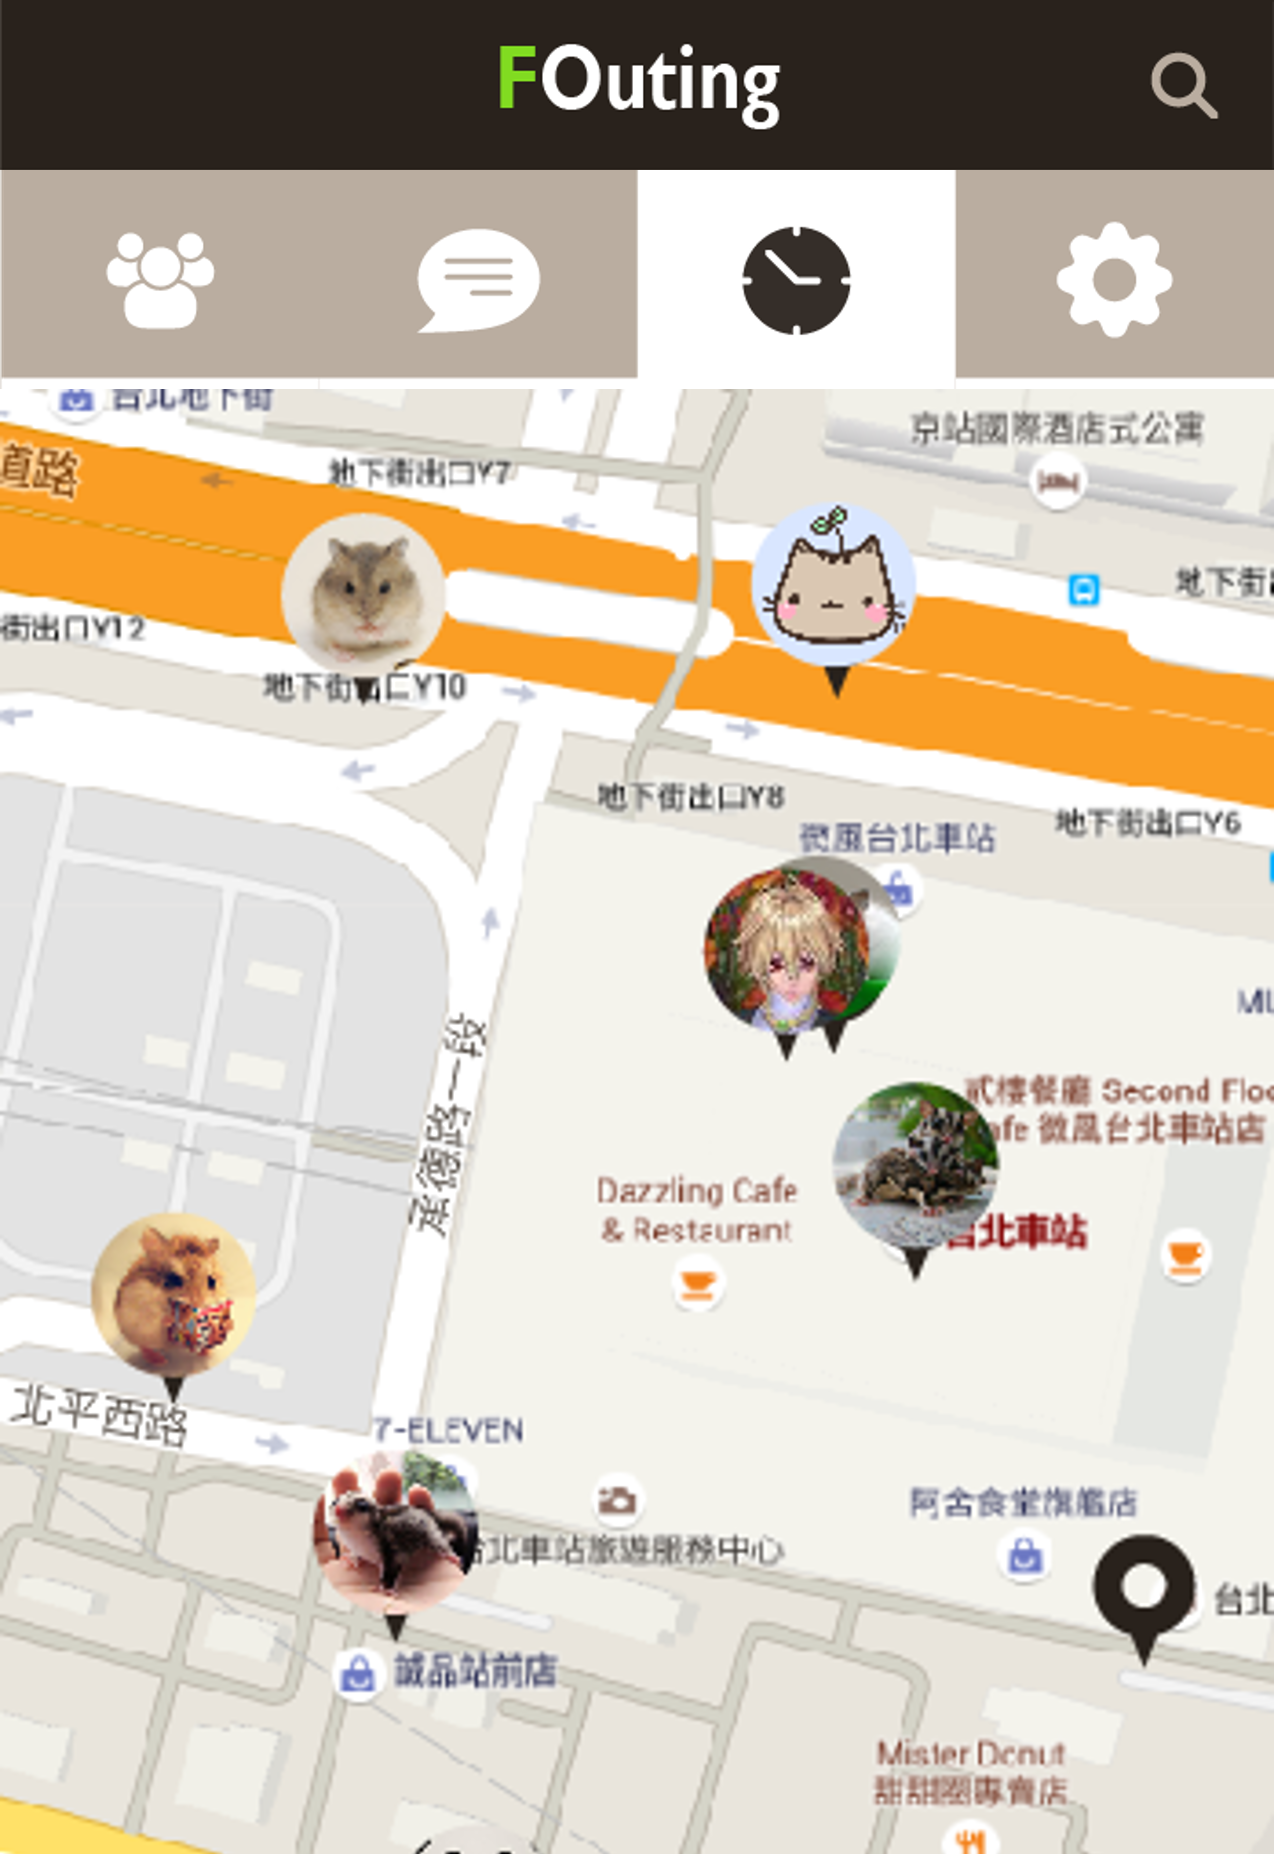 FOuting
台北地下街
京站國際酒店式公寓
道路
地下街出口Y7
地下街
街出口Y12
地下街出口Y10
地下街出口Y8
地下街出口Y6
微風台北車站
承德路一段
貳樓餐廳 Second Floo
afe 微風台北車站店
Dazzling Cafe
& Restaurant
台北車站
北平西路
7-ELEVEN
阿舍食堂旗艦店
台北車站旅遊服務中心
台北
誠品站前店
Mister Donut
甜甜圈專賣店